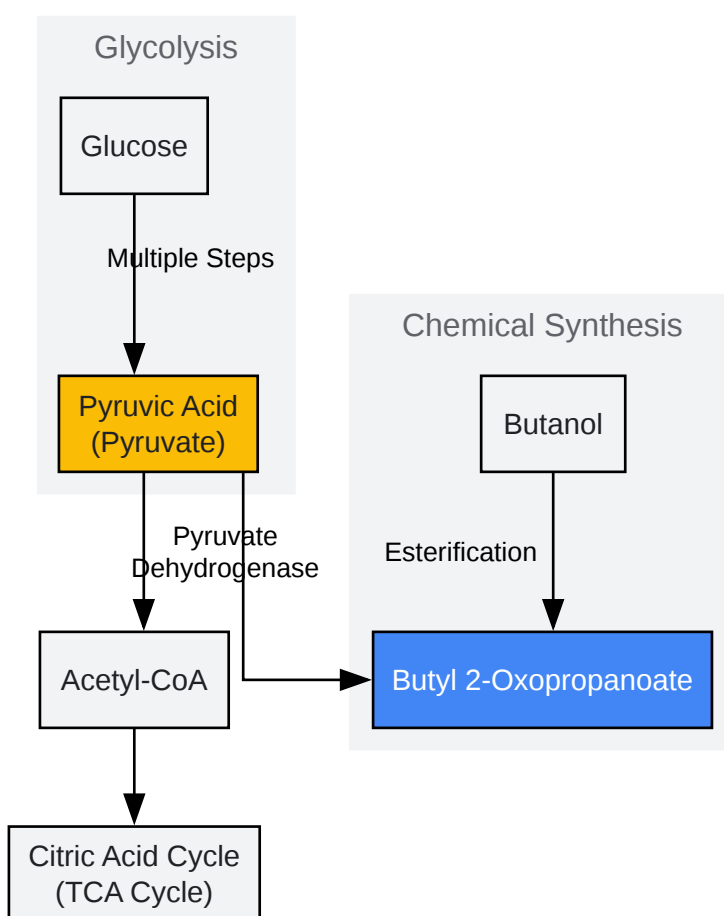 Glycolysis
Glucose
Multiple Steps
Pyruvic Acid
(Pyruvate)
Pyruvate
Dehydrogenase
Acetyl-CoA
Citric Acid Cycle
(TCA Cycle)
Chemical Synthesis
Butanol
Esterification
Butyl 2-Oxopropanoate